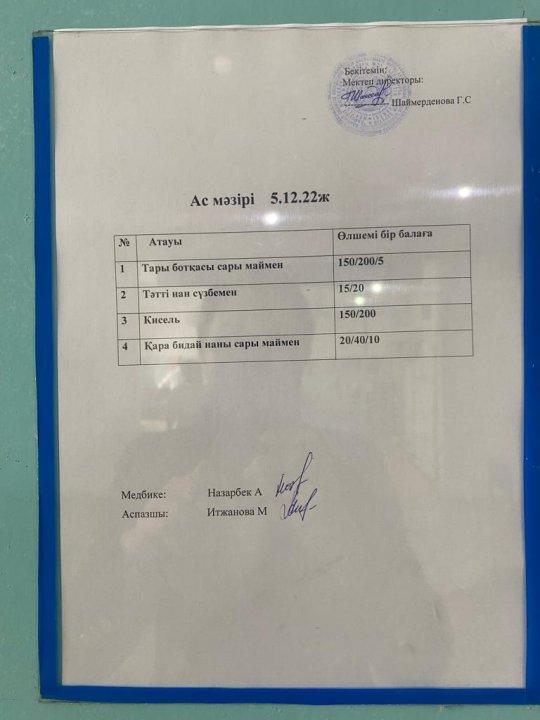 Бекітемін:
Мектеп директоры:
Шаймерденова Г.С
Ас мәзірі 5.12.22ж
№ Атауы Өлшемі бір балаға
1 Тары ботқасы сары маймен 150/200/5
2 Тәтті нан сүзбемен 15/20
3 Кисель 150/200
4 Қара бидай наны сары маймен 20/40/10
Медбике: Назарбек А
Аспазшы: Итжанова М